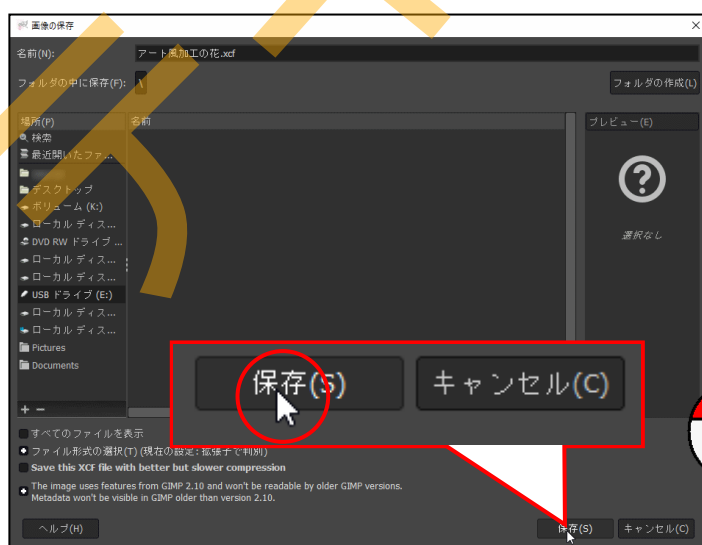 画像の保存
名前(N):
アート風加工の花.xcf
フォルダの中に保存(F):
\
フォルダの作成(L)
場所(P)
名前
プレビュー(E)
検索
最近開いたファ...
デスクトップ
ボリューム (K:)
ローカル ディス...
DVD RW ドライブ ...
ローカル ディス...
ローカル ディス...
USB ドライブ (E:)
ローカル ディス...
ローカル ディス...
Pictures
Documents
選択なし
保存(S)
キャンセル(C)
すべてのファイルを表示
ファイル形式の選択(T) (現在の設定: 拡張子で判別)
Save this XCF file with better but slower compression
The image uses features from GIMP 2.10 and won't be readable by older GIMP versions.
Metadata won't be visible in GIMP older than version 2.10.
ヘルプ(H)
保存(S)
キャンセル(C)